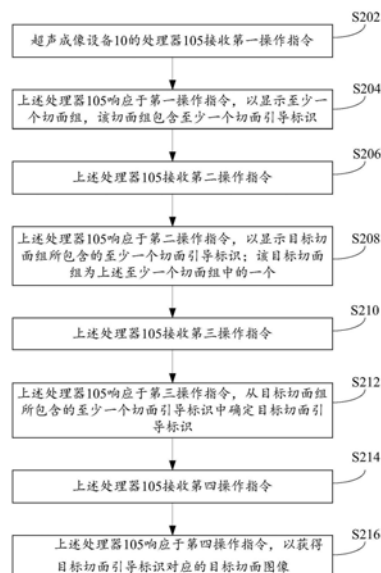 S202
超声成像设备10的处理器105接收第一操作指令
S204
上述处理器105响应于第一操作指令，以显示至少一
个切面组，该切面组包含至少一个切面引导标识
S206
上述处理器105接收第二操作指令
S208
上述处理器105响应于第二操作指令，以显示目标切
面组所包含的至少一个切面引导标识；该目标切面
组为上述至少一个切面组中的一个
S210
上述处理器105接收第三操作指令
S212
上述处理器105响应于第三操作指令，从目标切面组
所包含的至少一个切面引导标识中确定目标切面引
导标识
S214
上述处理器105接收第四操作指令
S216
上述处理器105响应于第四操作指令，以获得
目标切面引导标识对应的目标切面图像